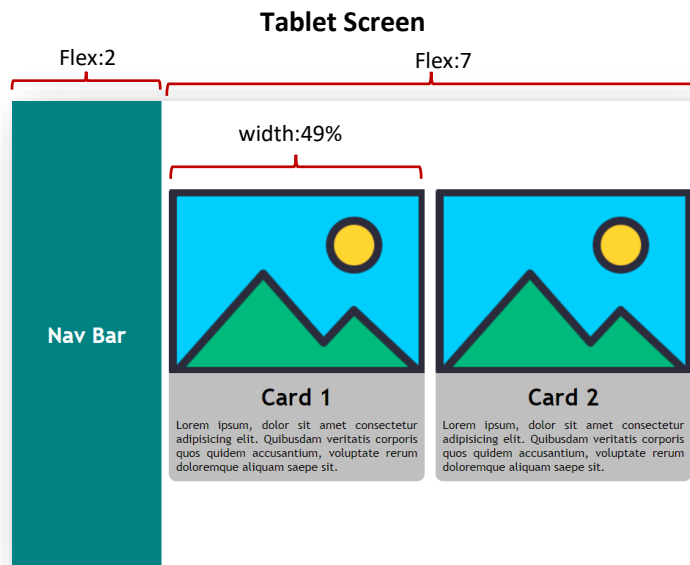 Tablet Screen
Flex:2
Flex:7
width:49%
Nav Bar
Card 1
Lorem ipsum, dolor sit amet consectetur
adipisicing elit. Quibusdam veritatis corporis
quos quidem accusantium, voluptate rerum
doloremque aliquam saepe sit.
Card 2
Lorem ipsum, dolor sit amet consectetur
adipisicing elit. Quibusdam veritatis corporis
quos quidem accusantium, voluptate rerum
doloremque aliquam saepe sit.